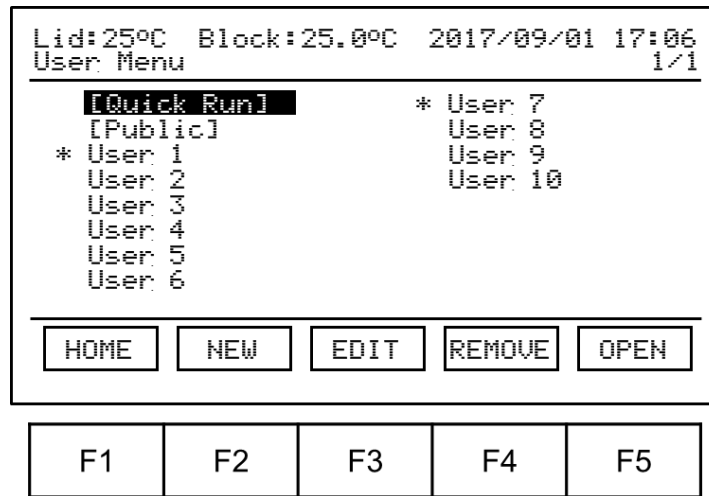 Lid:25ºC Block:25.0ºC 2017/09/01 17:06
User Menu 1/1
[Quick Run]
[Public]
* User 1
User 2
User 3
User 4
User 5
User 6
* User 7
User 8
User 9
User 10
HOME NEW EDIT REMOVE OPEN
F1 F2 F3 F4 F5